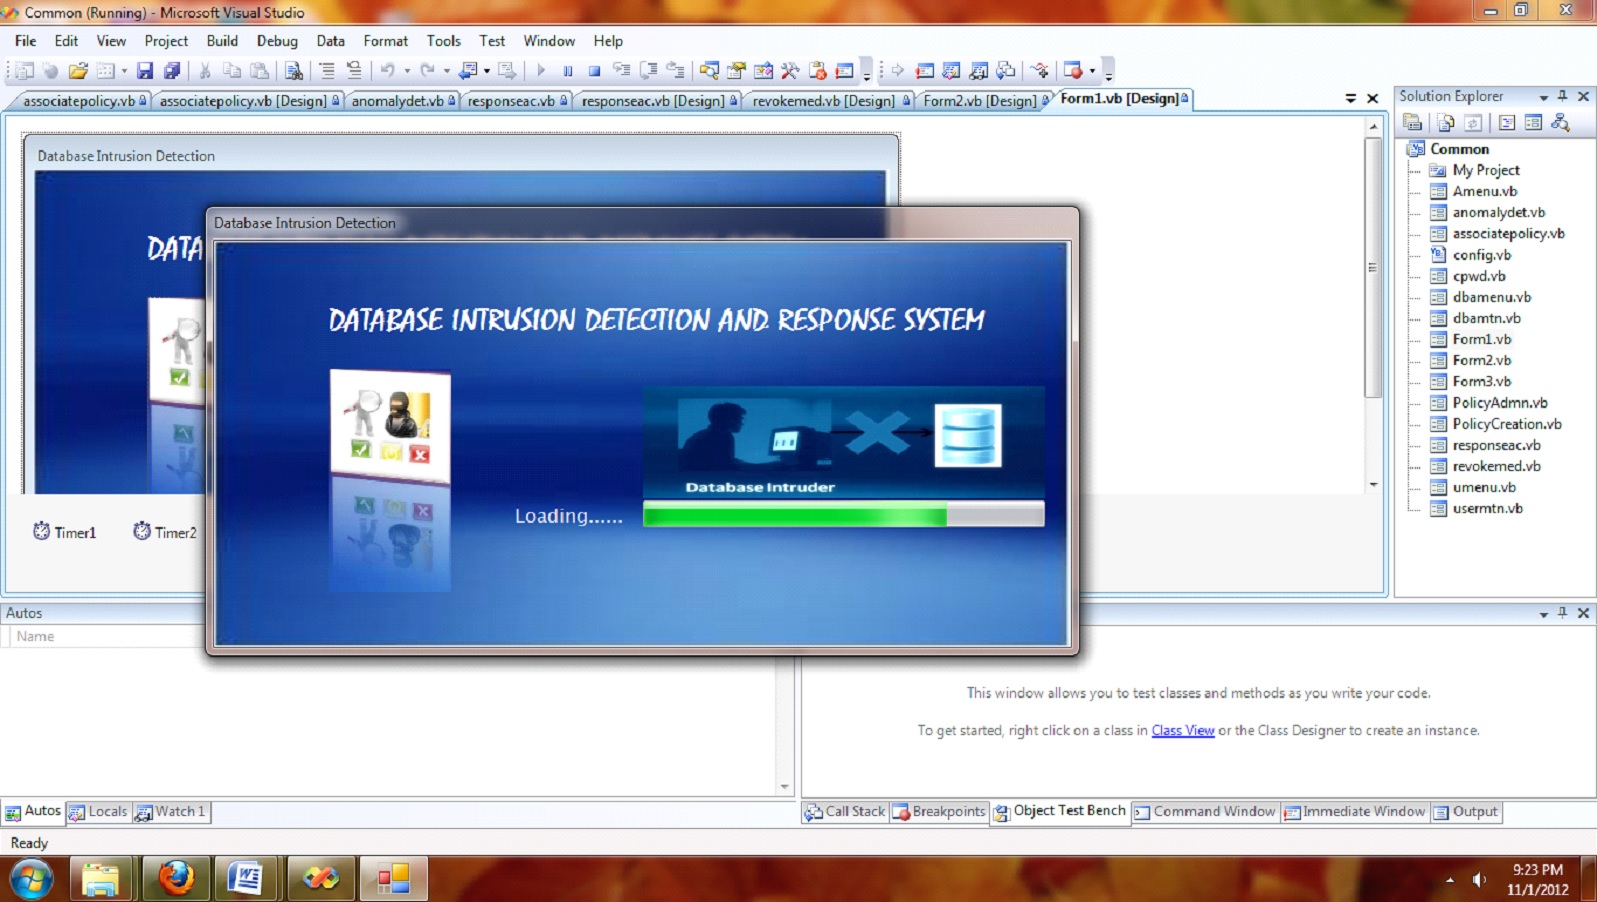 Common (Running) - Microsoft Visual Studio
File Edit View Project Build Debug Data Format Tools Test Window Help
associatepolicy.vb associatepolicy.vb [Design] anomalydet.vb responseac.vb responseac.vb [Design] revokemed.vb [Design] Form2.vb [Design] Form1.vb [Design]
Database Intrusion Detection
DATA
Timer1 Timer2
Database Intrusion Detection
DATABASE INTRUSION DETECTION AND RESPONSE SYSTEM
Database Intruder
Loading......
Solution Explorer
Common
My Project
Amenu.vb
anomalydet.vb
associatepolicy.vb
config.vb
cpwd.vb
dbamenu.vb
dbamtn.vb
Form1.vb
Form2.vb
Form3.vb
PolicyAdmn.vb
PolicyCreation.vb
responseac.vb
revokemed.vb
umenu.vb
usermtn.vb
Autos
Name
This window allows you to test classes and methods as you write your code.
To get started, right click on a class in Class View or the Class Designer to create an instance.
Autos Locals Watch 1
Call Stack Breakpoints Object Test Bench Command Window Immediate Window Output
Ready
9:23 PM
11/1/2012